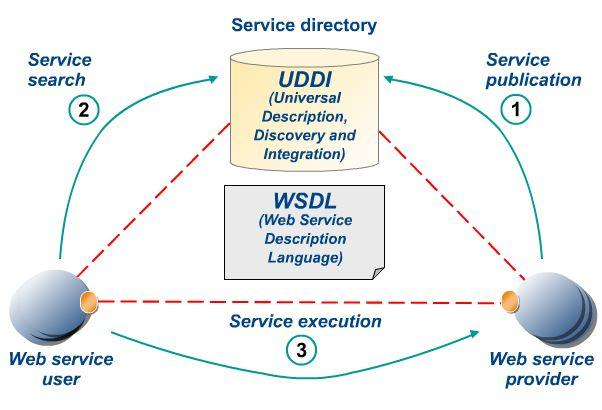 Service directory
Service
search
2
UDDI
(Universal
Description,
Discovery and
Integration)
Service
publication
1
WSDL
(Web Service
Description
Language)
Service execution
3
Web service
user
Web service
provider